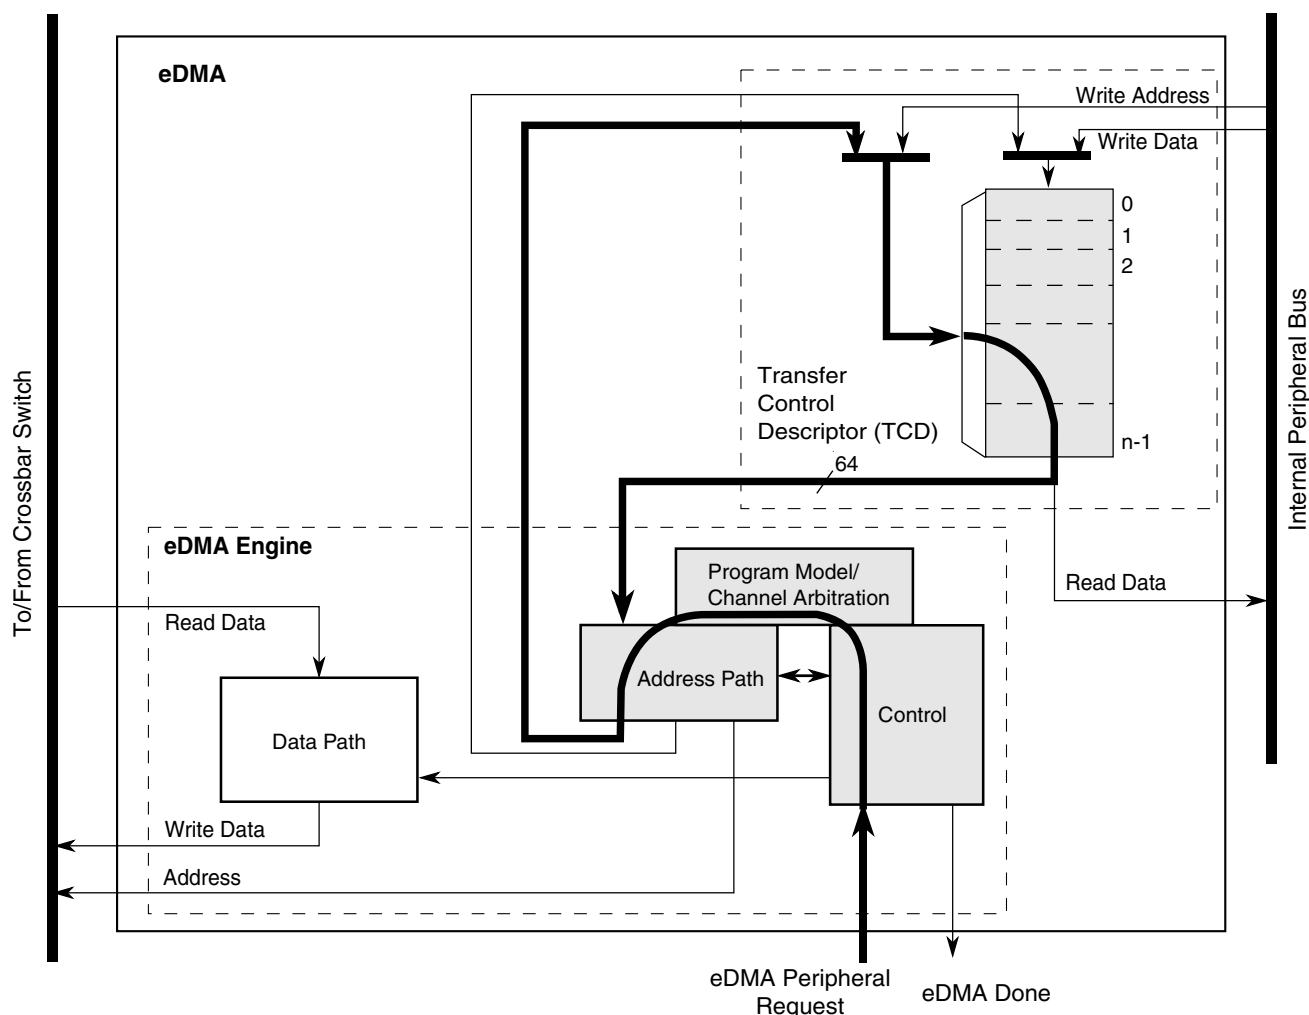 eDMA
Write Address
Write Data
0
1
2
n-1
Transfer
Control
Descriptor (TCD)
64
To/From Crossbar Switch
Internal Peripheral Bus
eDMA Engine
Program Model/
Channel Arbitration
Read Data
Read Data
Address Path
Control
Data Path
Write Data
Address
eDMA Peripheral
Request
eDMA Done